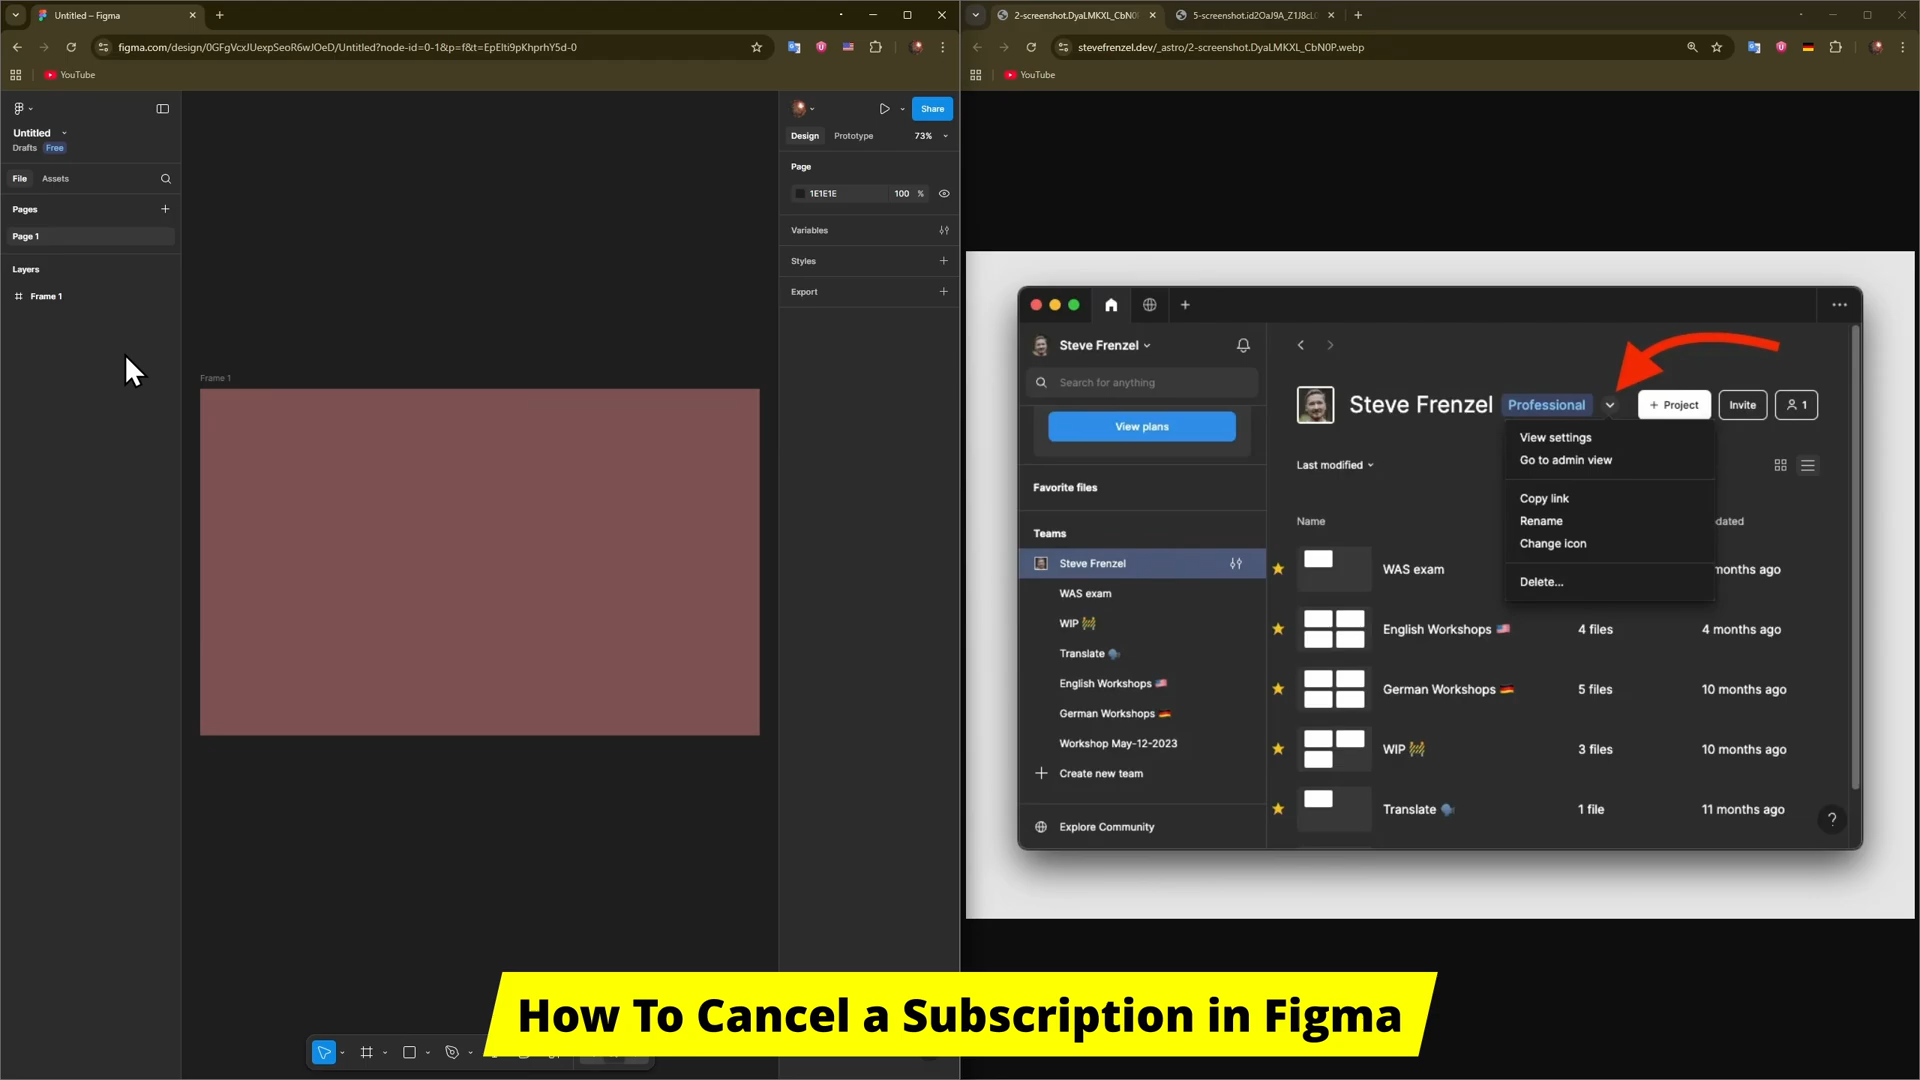 Untitled – Figma
figma.com/design/0GFgVcxJUexpSeoR6wJOeD/Untitled?node-id=0-1&p=f&t=EpElti9pKhprhY5d-0
YouTube
Untitled
Drafts Free
File Assets
Pages
Page 1
Layers
Frame 1
Frame 1
Share
Design Prototype 73%
Page
1E1E1E 100 %
Variables
Styles
Export
2-screenshot.DyaLMKXL_CbN0
stevefrenzel.dev/_astro/2-screenshot.DyaLMKXL_CbN0P.webp
YouTube
Steve Frenzel
Search for anything
View plans
Favorite files
Teams
Steve Frenzel
WAS exam
WIP 🚧
Translate 🗣️
English Workshops 🇺🇸
German Workshops 🇩🇪
Workshop May-12-2023
Create new team
Explore Community
Steve Frenzel Professional
+ Project Invite 1
View settings
Go to admin view
Copy link
Rename
Change icon
Delete...
Last modified
Name dated
WAS exam months ago
English Workshops 🇺🇸 4 files 4 months ago
German Workshops 🇩🇪 5 files 10 months ago
WIP 🚧 3 files 10 months ago
Translate 🗣️ 1 file 11 months ago
?
How To Cancel a Subscription in Figma